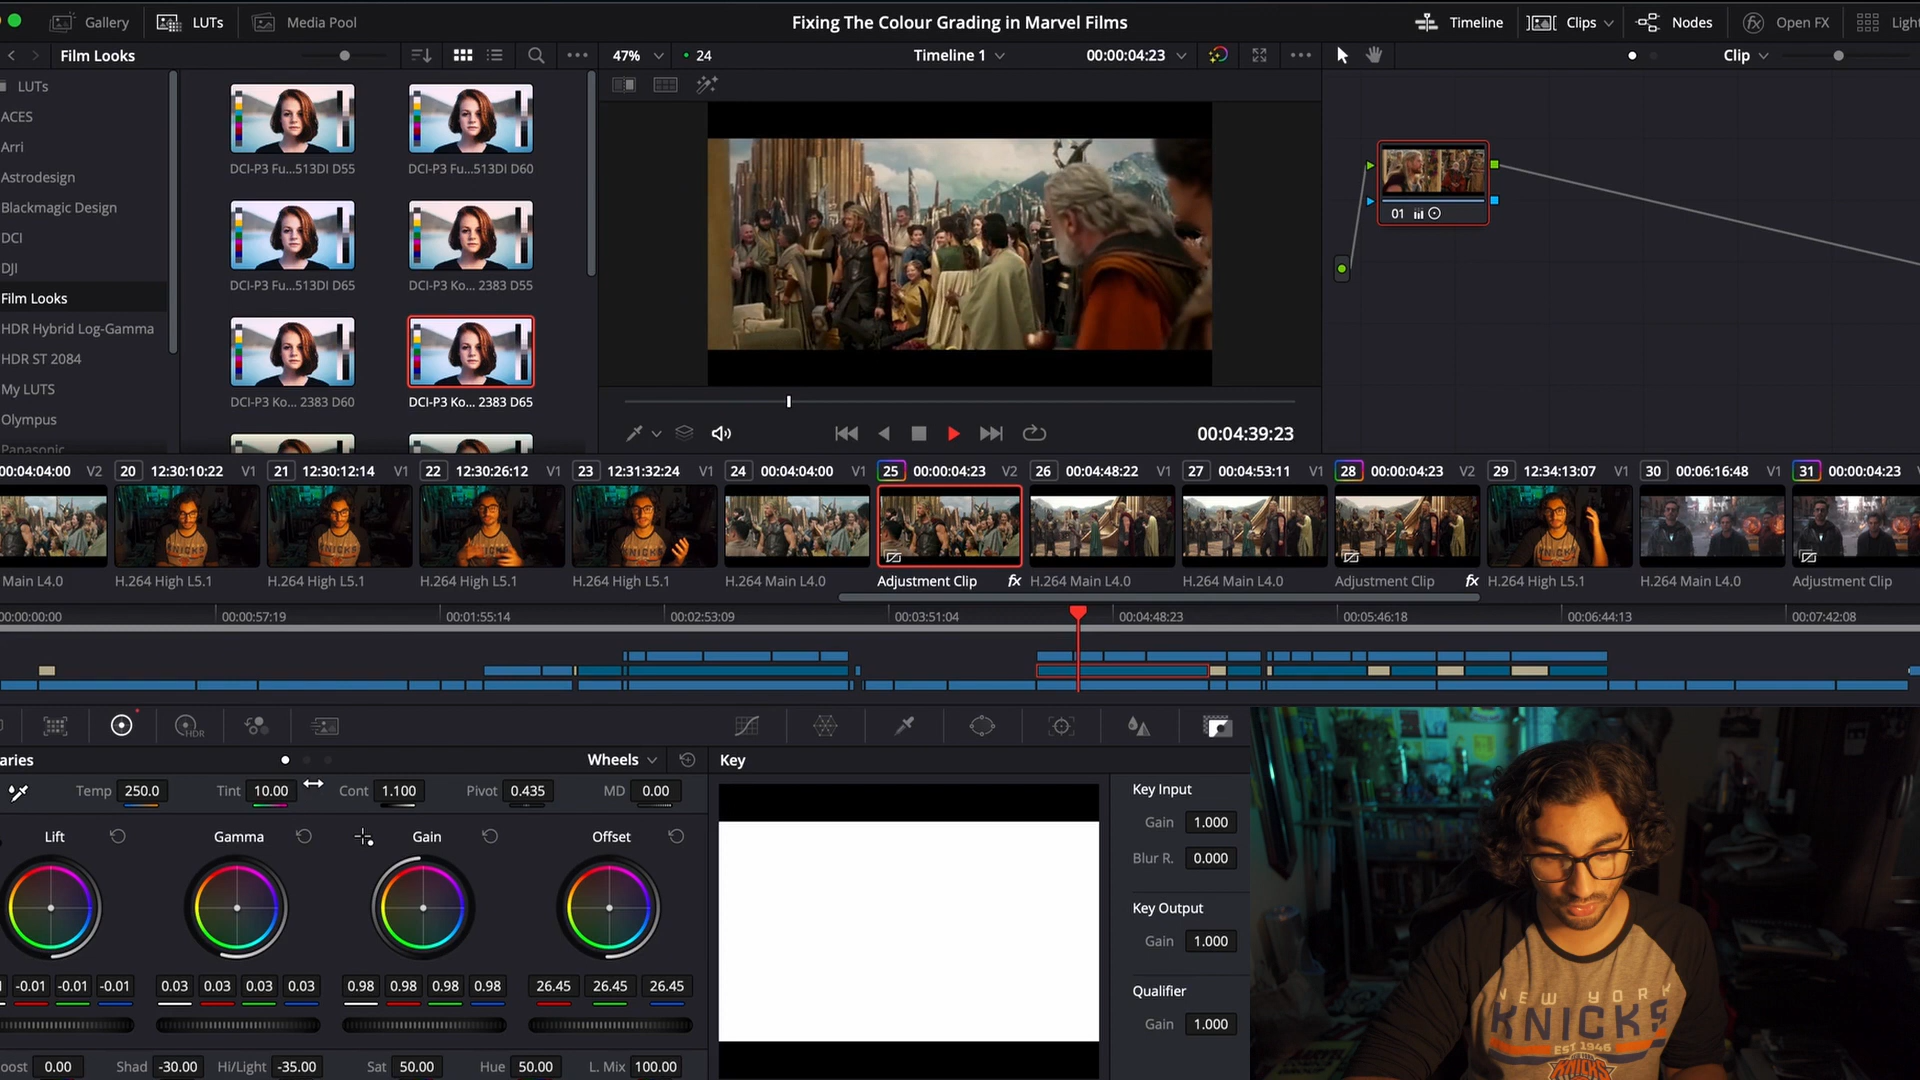 Gallery
LUTs
Media Pool
Fixing The Colour Grading in Marvel Films
Timeline
Clips
Nodes
Open FX
Light
Film Looks
47%
24
Timeline 1
00:00:04:23
Clip
LUTs
ACES
Arri
Astrodesign
Blackmagic Design
DCI
DJI
Film Looks
HDR Hybrid Log-Gamma
HDR ST 2084
My LUTS
Olympus
Panasonic
DCI-P3 Fu...513DI D55
DCI-P3 Fu...513DI D60
DCI-P3 Fu...513DI D65
DCI-P3 Ko... 2383 D55
DCI-P3 Ko... 2383 D60
DCI-P3 Ko... 2383 D65
01
00:04:39:23
00:04:04:00 V2
20 12:30:10:22 V1
21 12:30:12:14 V1
22 12:30:26:12 V1
23 12:31:32:24 V1
24 00:04:04:00 V1
25 00:00:04:23 V2
26 00:04:48:22 V1
27 00:04:53:11 V1
28 00:00:04:23 V2
29 12:34:13:07 V1
30 00:06:16:48 V1
31 00:00:04:23
Main L4.0
H.264 High L5.1
H.264 High L5.1
H.264 High L5.1
H.264 High L5.1
H.264 Main L4.0
Adjustment Clip fx
H.264 Main L4.0
H.264 Main L4.0
Adjustment Clip fx
H.264 High L5.1
H.264 Main L4.0
Adjustment Clip
00:00:00:00
00:00:57:19
00:01:55:14
00:02:53:09
00:03:51:04
00:04:48:23
00:05:46:18
00:06:44:13
00:07:42:08
HDR
aries
Wheels
Key
Temp 250.0
Tint 10.00
Cont 1.100
Pivot 0.435
MD 0.00
Lift
Gamma
Gain
Offset
-0.01 -0.01 -0.01
0.03 0.03 0.03 0.03
0.98 0.98 0.98 0.98
26.45 26.45 26.45
oost 0.00
Shad -30.00
Hi/Light -35.00
Sat 50.00
Hue 50.00
L. Mix 100.00
Key Input
Gain 1.000
Blur R. 0.000
Key Output
Gain 1.000
Qualifier
Gain 1.000
NEW YORK
KNICKS
EST 1946
KNICKS